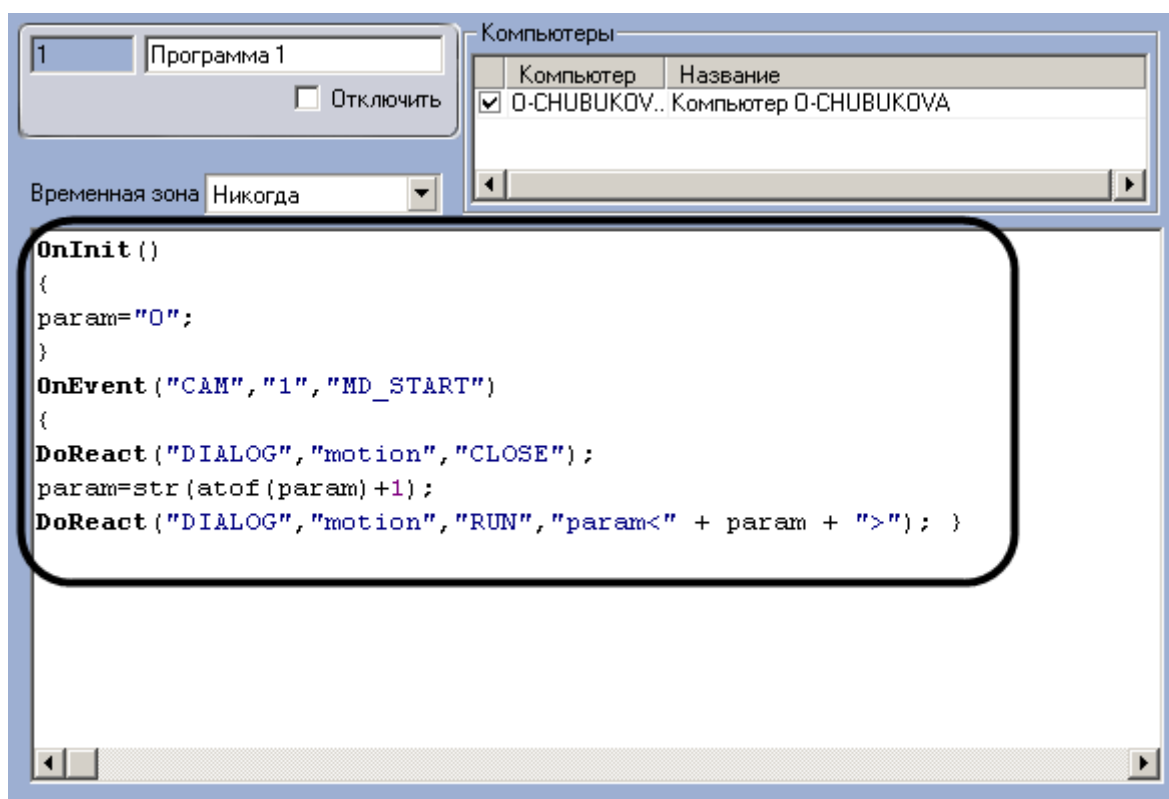 1
Программа 1
Отключить
Компьютеры
Компьютер Название
O-CHUBUKOV.. Компьютер O-CHUBUKOVA
Временная зона Никогда
OnInit()
{
param="0";
}
OnEvent("CAM","1","MD_START")
{
DoReact("DIALOG","motion","CLOSE");
param=str(atof(param)+1);
DoReact("DIALOG","motion","RUN","param<" + param + ">"); }